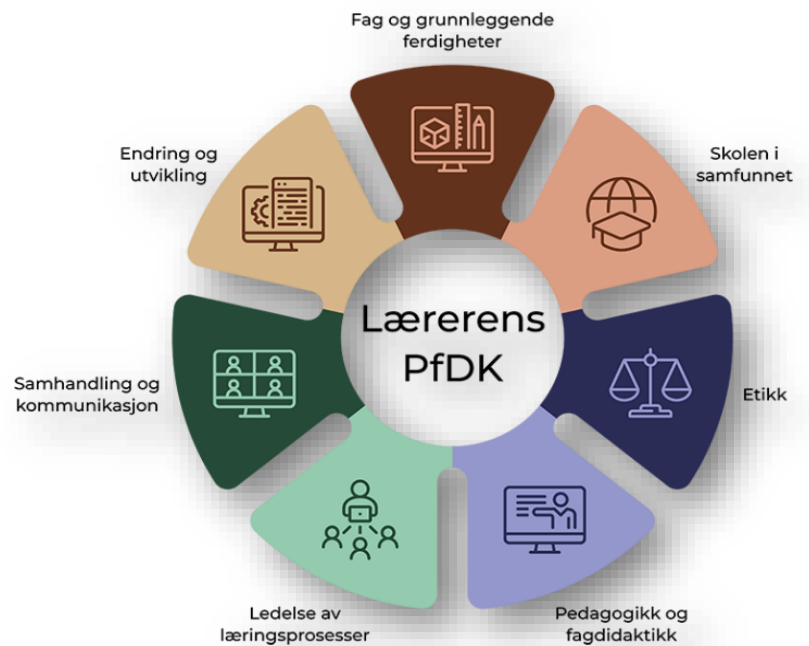 Fag og grunnleggende
ferdigheter
Endring og
utvikling
Skolen i
samfunnet
Lærerens
PfDK
Samhandling og
kommunikasjon
Etikk
Ledelse av
læringsprosesser
Pedagogikk og
fagdidaktikk